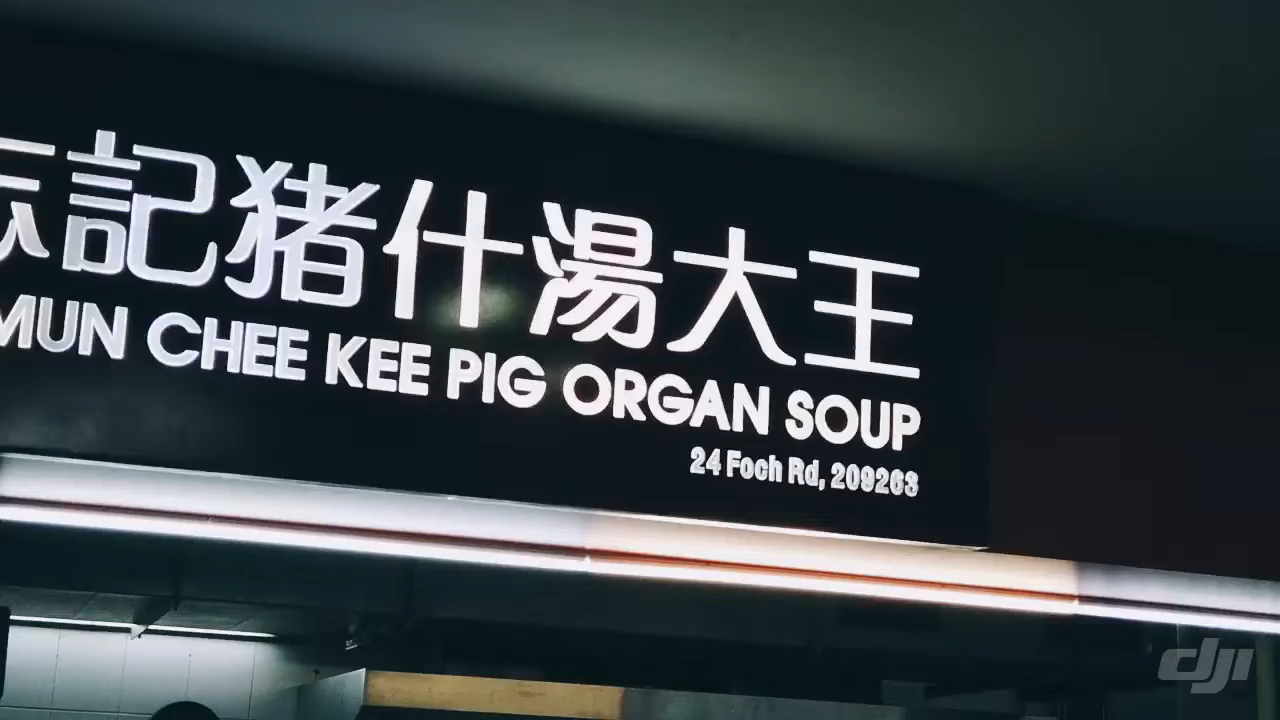 記猪什湯大王
MUN CHEE KEE PIG ORGAN SOUP
24 Foch Rd, 209263
dji